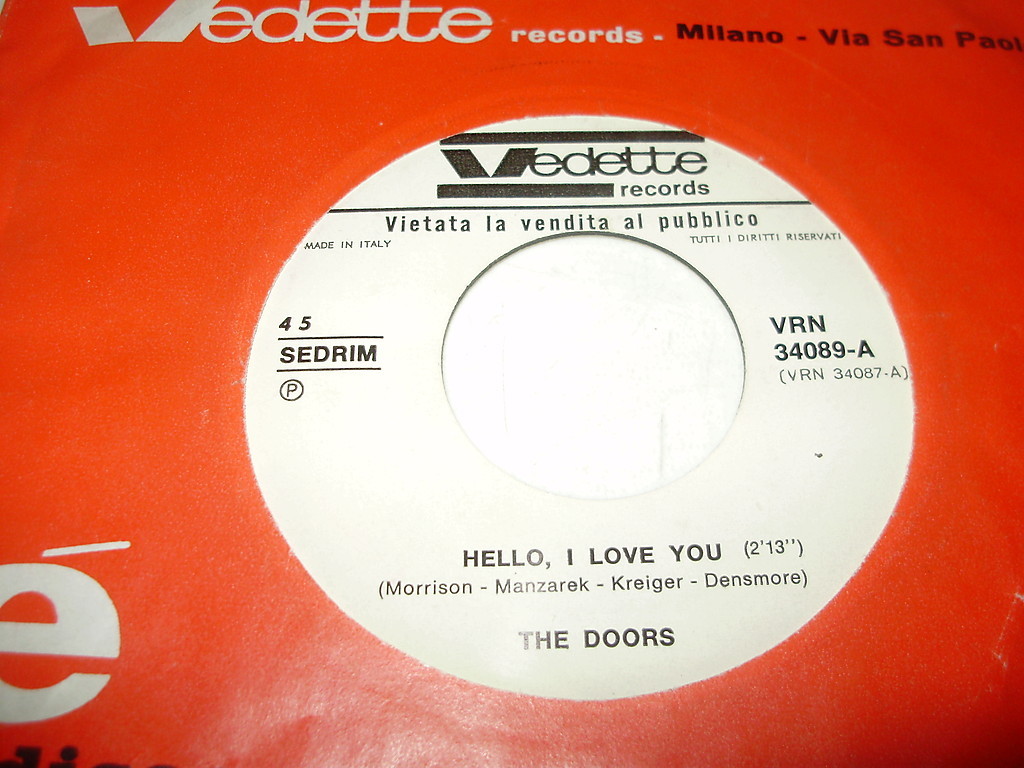 Vedette records - Milano - Via San Paol
Vedette
records
Vietata la vendita al pubblico
MADE IN ITALY
TUTTI I DIRITTI RISERVATI
45
SEDRIM
Ⓟ
VRN
34089-A
(VRN 34087-A)
HELLO, I LOVE YOU (2'13'')
(Morrison - Manzarek - Kreiger - Densmore)
THE DOORS
é